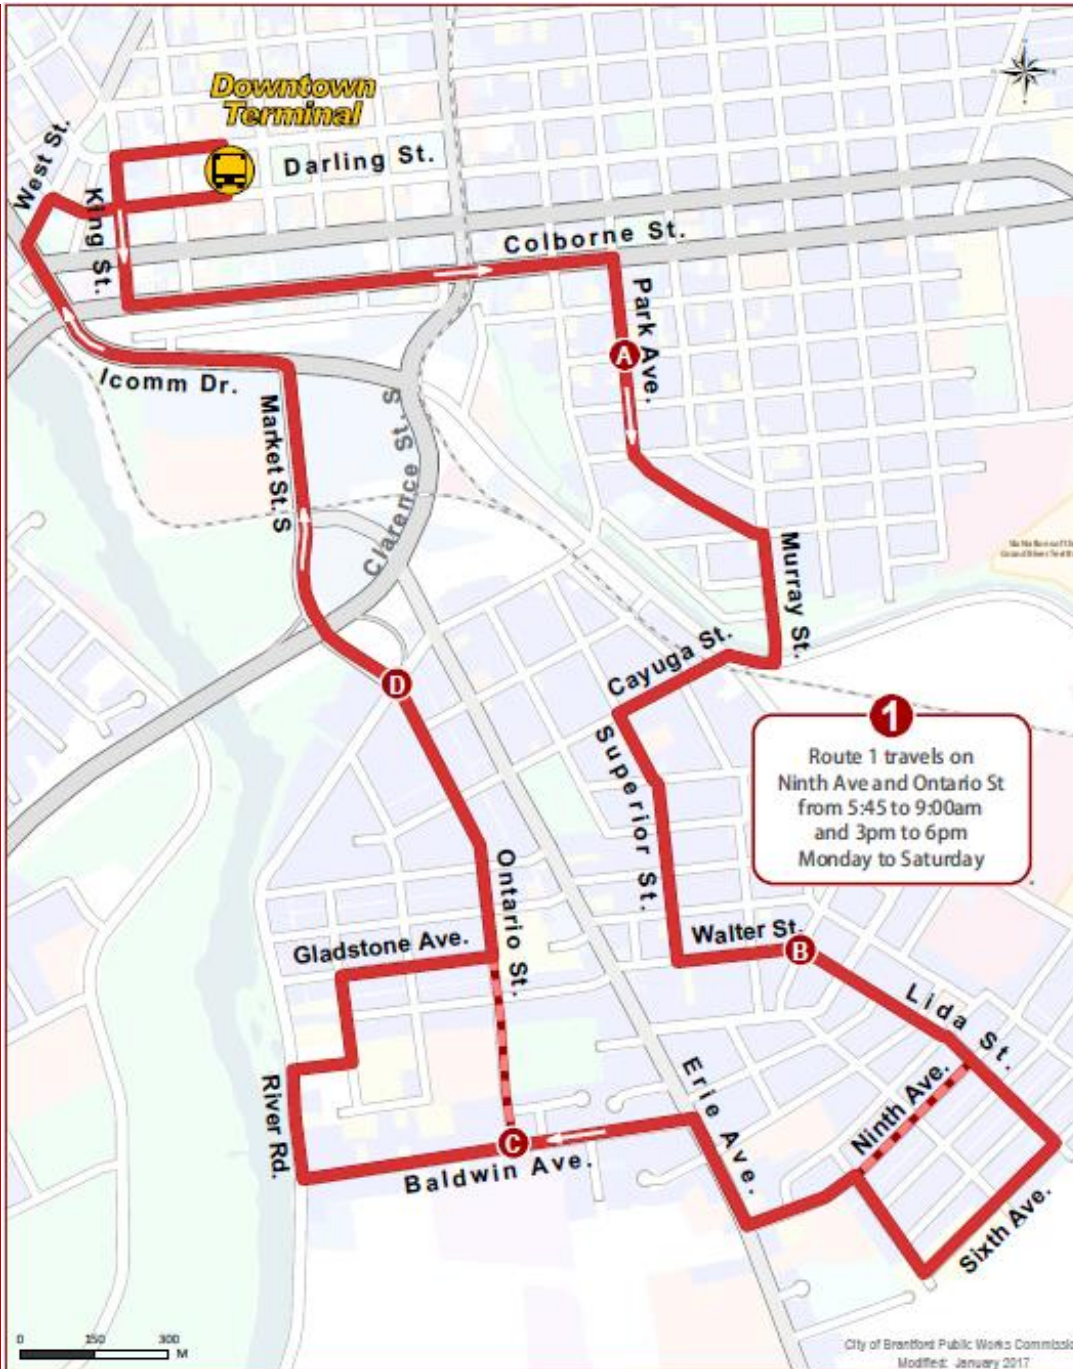 Downtown
Terminal
West St.
Darling St.
King St.
Colborne St.
Park Ave.
Icomm Dr.
A
Market St. S
Clarence St. S
Murray St.
Cayuga St.
D
1
Route 1 travels on
Ninth Ave and Ontario St
from 5:45 to 9:00am
and 3pm to 6pm
Monday to Saturday
Superior St.
Ontario St.
Walter St.
B
Gladstone Ave.
Lida St.
Erie Ave.
Ninth Ave.
River Rd.
C
Baldwin Ave.
Sixth Ave.
0 150 300
M
City of Brantford Public Works
Modified: January 2017